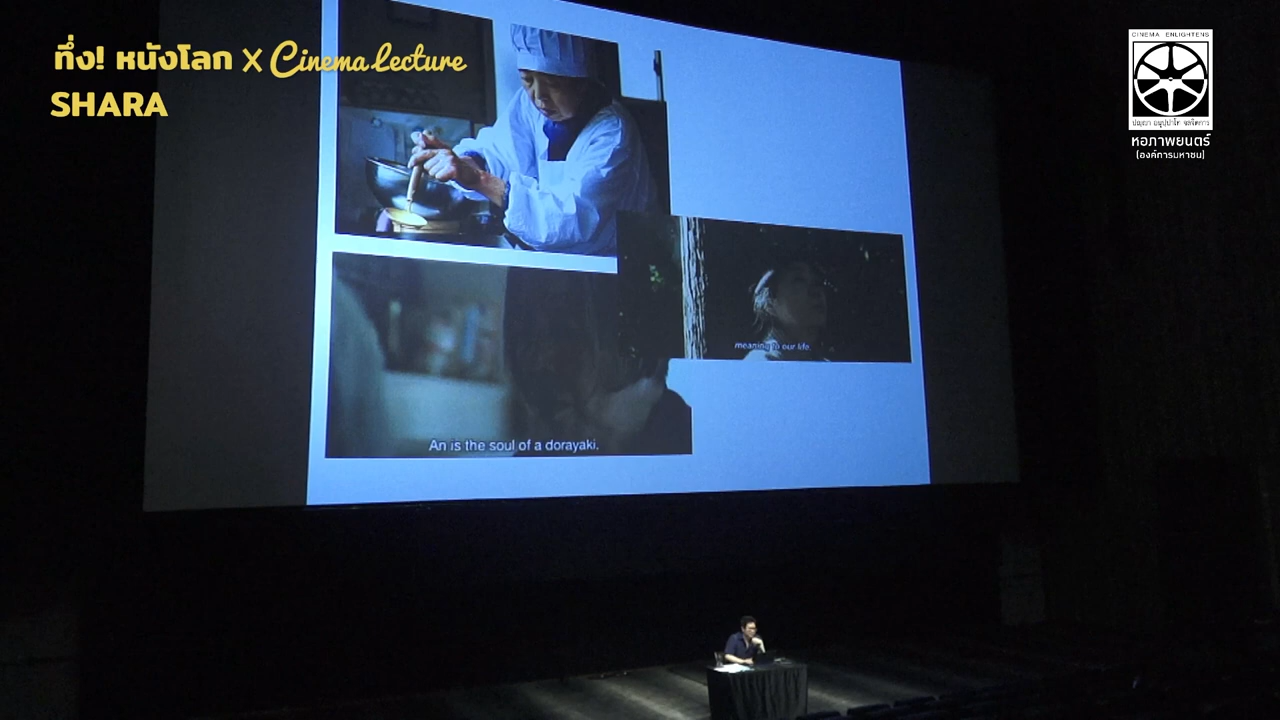 ทึ่ง! หนังโลก X Cinema Lecture
SHARA
CINEMA ENLIGHTENS
หอภาพยนตร์
(องค์การมหาชน)
meaning to our life.
An is the soul of a dorayaki.